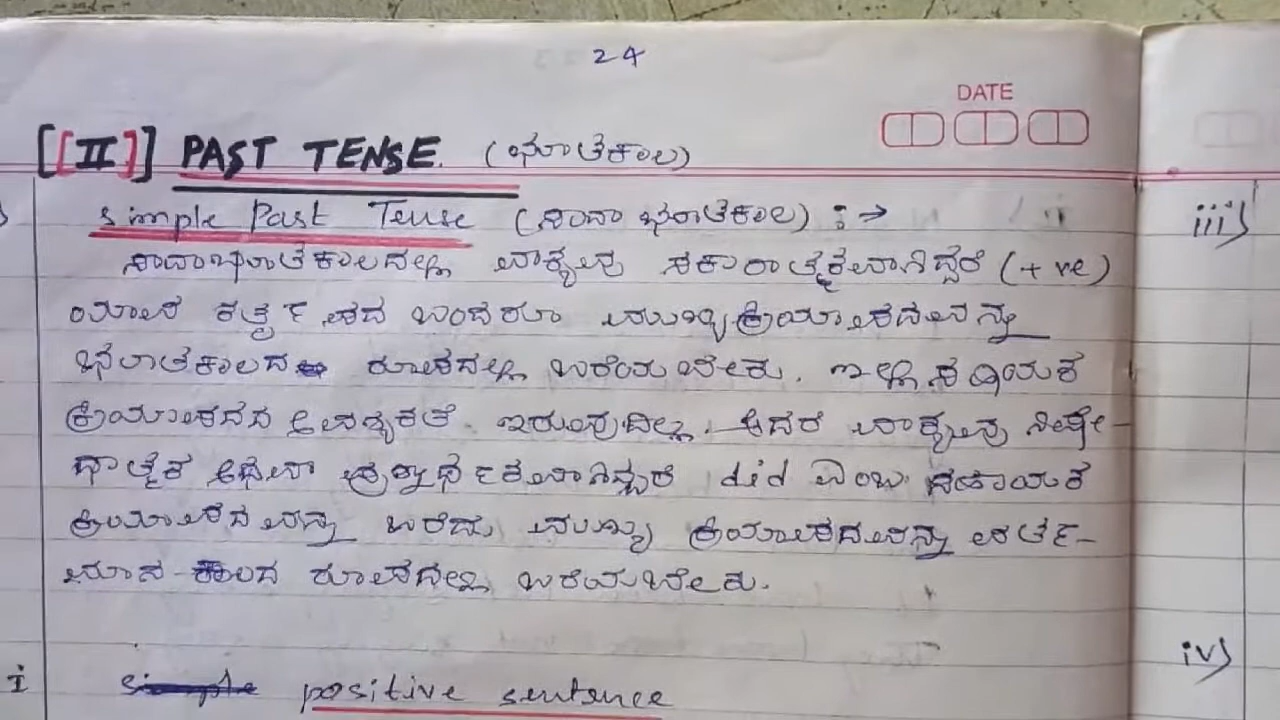 24
DATE
[[II]] PAST TENSE. (ಭೂತಕಾಲ)
simple Past Tense (ಸಾದಾ ಭೂತಕಾಲ) :→
iii)
ಸಾದಾಭೂತಕಾಲದಲ್ಲಿ ವಾಕ್ಯವು ಸಕಾರಾತ್ಮಕವಾಗಿದ್ದರೆ (+ ve)
ಯಾವ ಕರ್ತೃ ಪದ ಬಂದರೂ ಮುಖ್ಯಕ್ರಿಯಾಪದವನ್ನು
ಭೂತಕಾಲದ ರೂಪದಲ್ಲಿ ಬರೆಯಬೇಕು. ಇಲ್ಲಿ ಸಹಾಯಕ
ಕ್ರಿಯಾಪದದ ಅವಶ್ಯಕತೆ ಇರುವುದಿಲ್ಲ. ಆದರೆ ವಾಕ್ಯವು ನಿಷೇ-
ಧಾತ್ಮಕ ಅಥವಾ ಪ್ರಶ್ನಾರ್ಥಕವಾಗಿದ್ದರೆ did ಎಂಬ ಸಹಾಯಕ
ಕ್ರಿಯಾಪದವನ್ನು ಬರೆದು ಮುಖ್ಯ ಕ್ರಿಯಾಪದವನ್ನು ವರ್ತ-
ಮಾನ-ಕಾಲದ ರೂಪದಲ್ಲಿ ಬರೆಯಬೇಕು.
iv)
i positive sentence